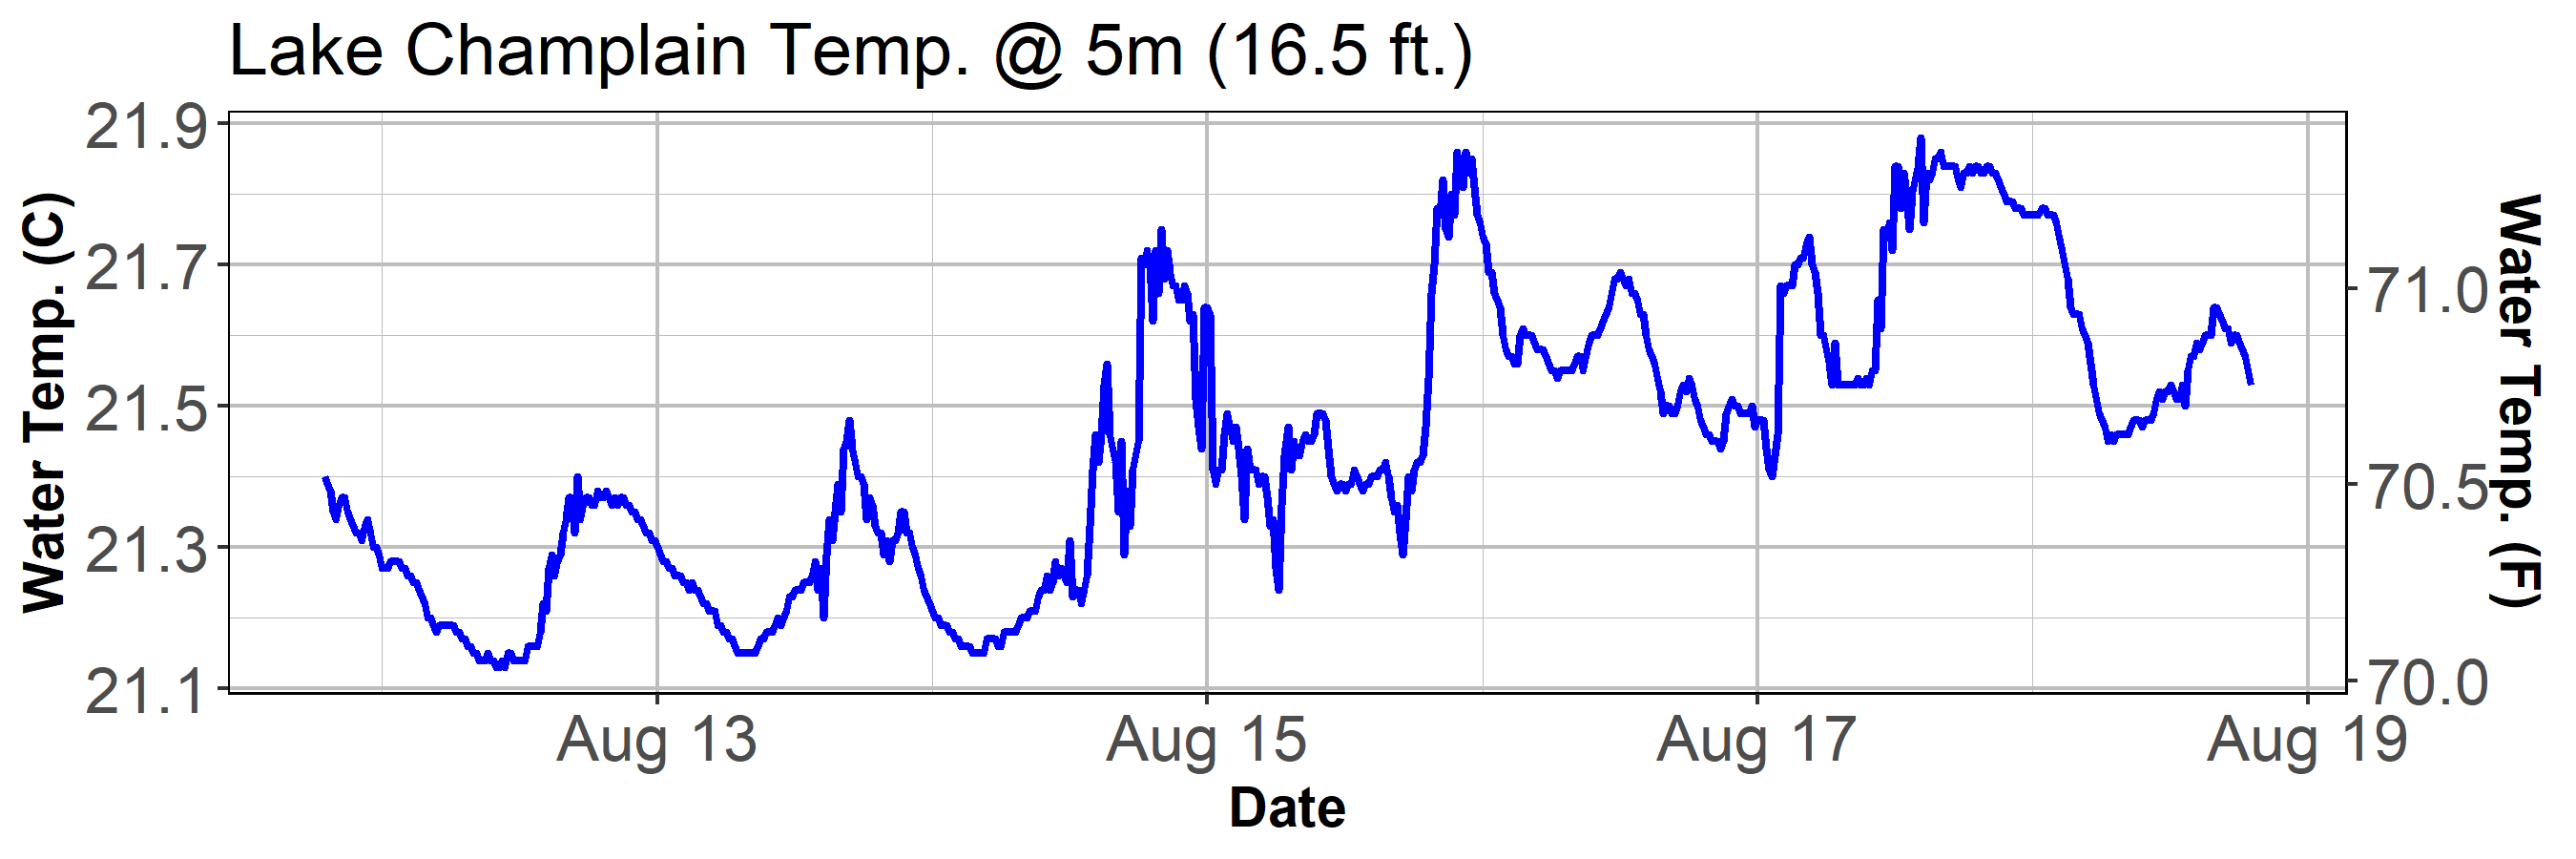 Lake Champlain Temp. @ 5m (16.5 ft.)
Water Temp. (C)
21.9
21.7
21.5
21.3
21.1
71.0
70.5
70.0
Water Temp. (F)
Aug 13 Aug 15 Aug 17 Aug 19
Date